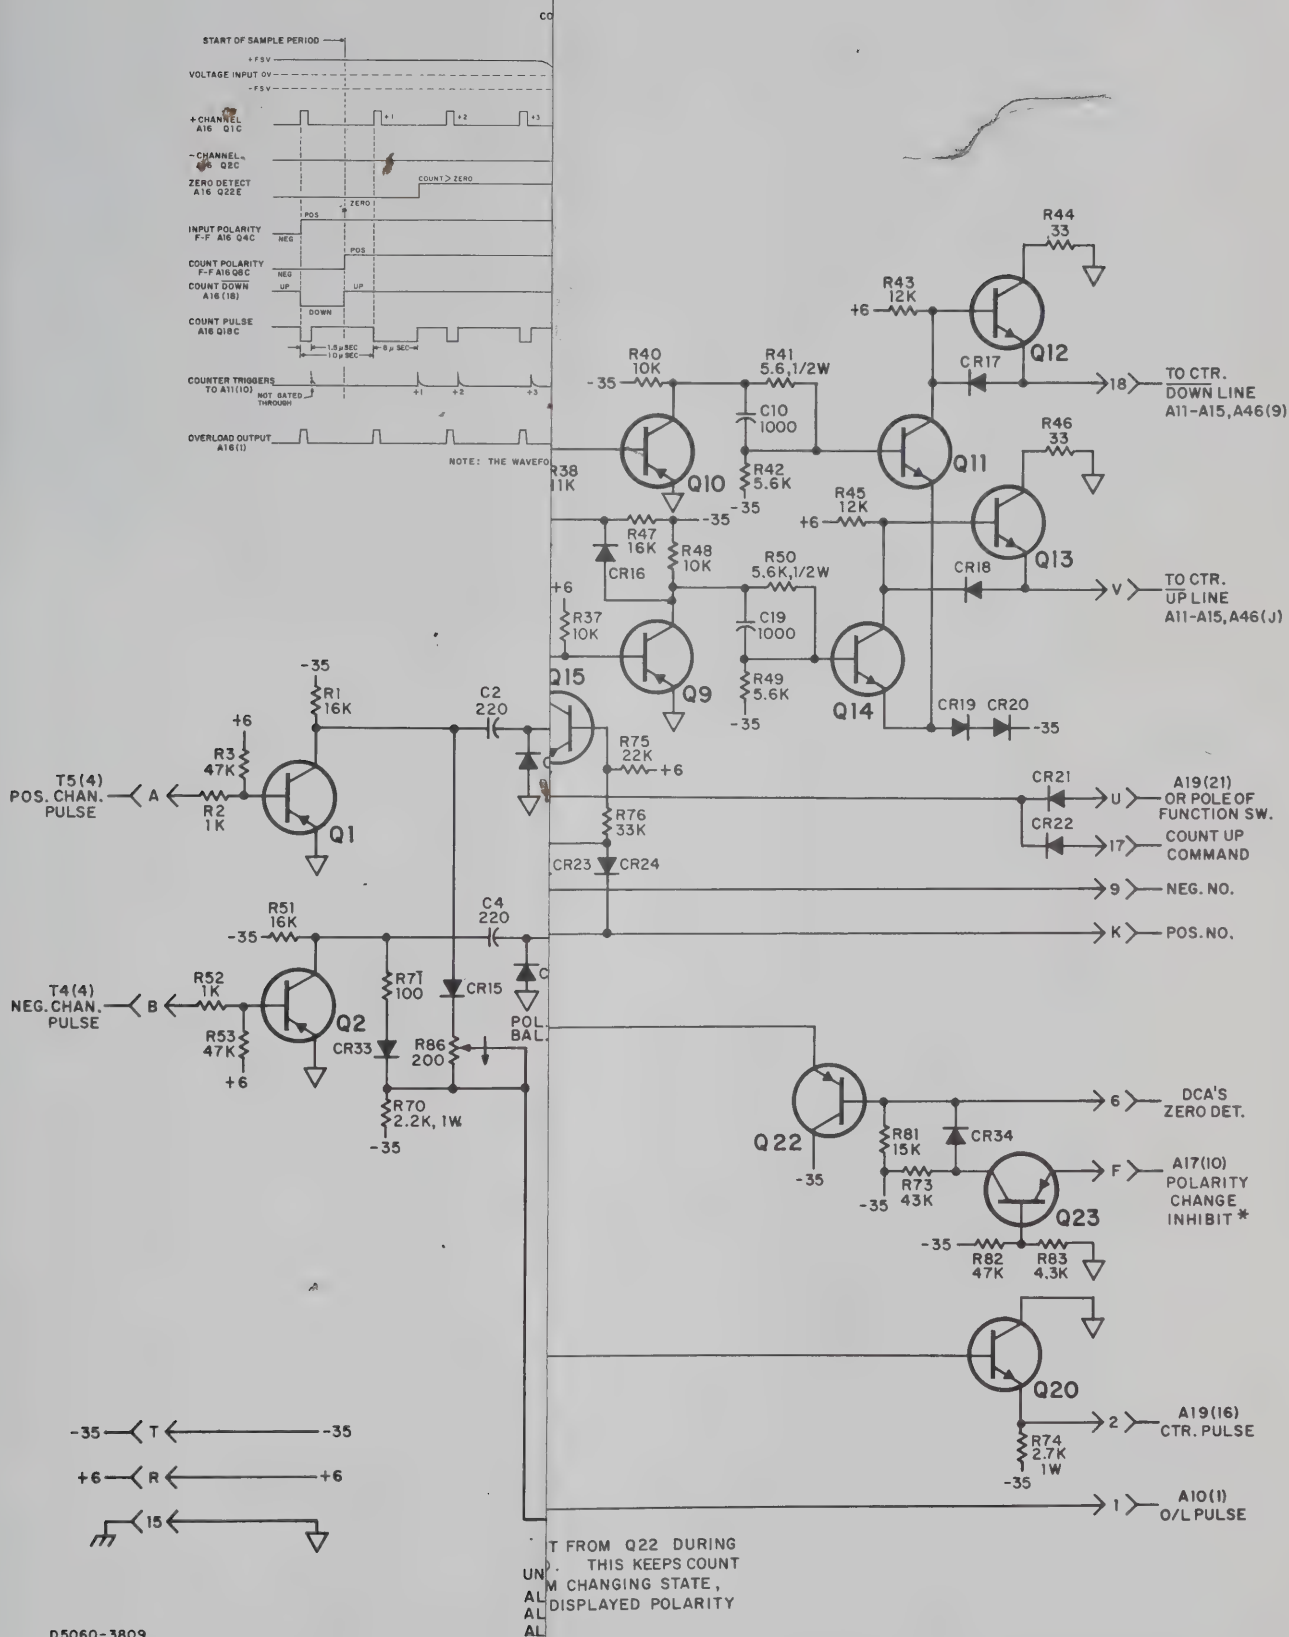 CO
START OF SAMPLE PERIOD
+FSV
VOLTAGE INPUT 0V
-FSV
+CHANNEL
A16 Q1C
+1
+2
+3
-CHANNEL
A16 Q2C
ZERO DETECT
A16 Q22E
COUNT > ZERO
ZERO
INPUT POLARITY
F-F A16 Q4C
POS
NEG
COUNT POLARITY
F-F A16 Q8C
POS
NEG
COUNT DOWN
A16 (18)
UP
UP
DOWN
COUNT PULSE
A16 Q18C
1.5 μSEC
6 μSEC
10 μSEC
COUNTER TRIGGERS
TO A11(10)
NOT GATED
THROUGH
+1
+2
+3
OVERLOAD OUTPUT
A16(1)
NOTE: THE WAVEFO
R44
33
R43
12K
+6
Q12
CR17
18
TO CTR.
DOWN LINE
A11-A15, A46(9)
R40
10K
-35
R41
5.6, 1/2W
C10
1000
Q10
R38
11K
R42
5.6K
-35
Q11
R46
33
R45
12K
+6
Q13
CR18
V
TO CTR.
UP LINE
A11-A15, A46(J)
R47
16K
-35
CR16
R48
10K
R50
5.6K, 1/2W
C19
1000
+6
R37
10K
Q9
R49
5.6K
-35
Q14
CR19
CR20
-35
Q15
R75
22K
+6
R76
33K
CR23
CR24
CR21
U
A19(21)
OR POLE OF
FUNCTION SW.
CR22
17
COUNT UP
COMMAND
9
NEG. NO.
K
POS. NO.
-35
R1
16K
C2
220
+6
R3
47K
T5(4)
POS. CHAN.
PULSE
A
R2
1K
Q1
C
R51
16K
-35
C4
220
T4(4)
NEG. CHAN.
PULSE
B
R52
1K
R53
47K
+6
Q2
R71
100
CR15
C
CR33
R86
200
POL.
BAL.
R70
2.2K, 1W
-35
Q22
-35
R81
15K
CR34
6
DCA'S
ZERO DET.
-35
R73
43K
Q23
F
A17(10)
POLARITY
CHANGE
INHIBIT *
-35
R82
47K
R83
4.3K
Q20
2
A19(16)
CTR. PULSE
R74
2.7K
1W
-35
1
A10(1)
O/L PULSE
-35
T
-35
+6
R
+6
15
T FROM Q22 DURING
). THIS KEEPS COUNT
UN
M CHANGING STATE,
AL
DISPLAYED POLARITY
AL
AL
D5060-3809